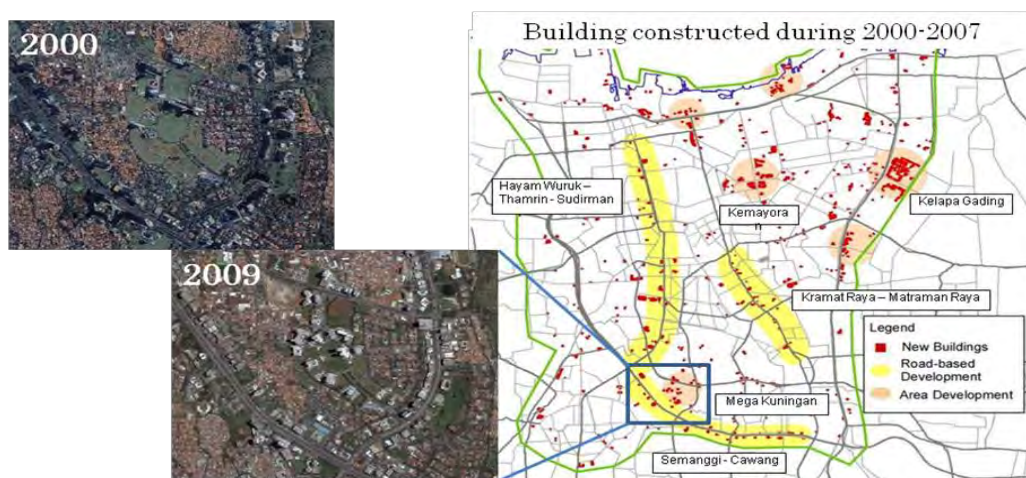 2000
2009
Building constructed during 2000-2007
Hayam Wuruk –
Thamrin - Sudirman
Kemayora
n
Kelapa Gading
Kramat Raya – Matraman Raya
Legend
New Buildings
Road-based
Development
Area Development
Mega Kuningan
Semanggi - Cawang